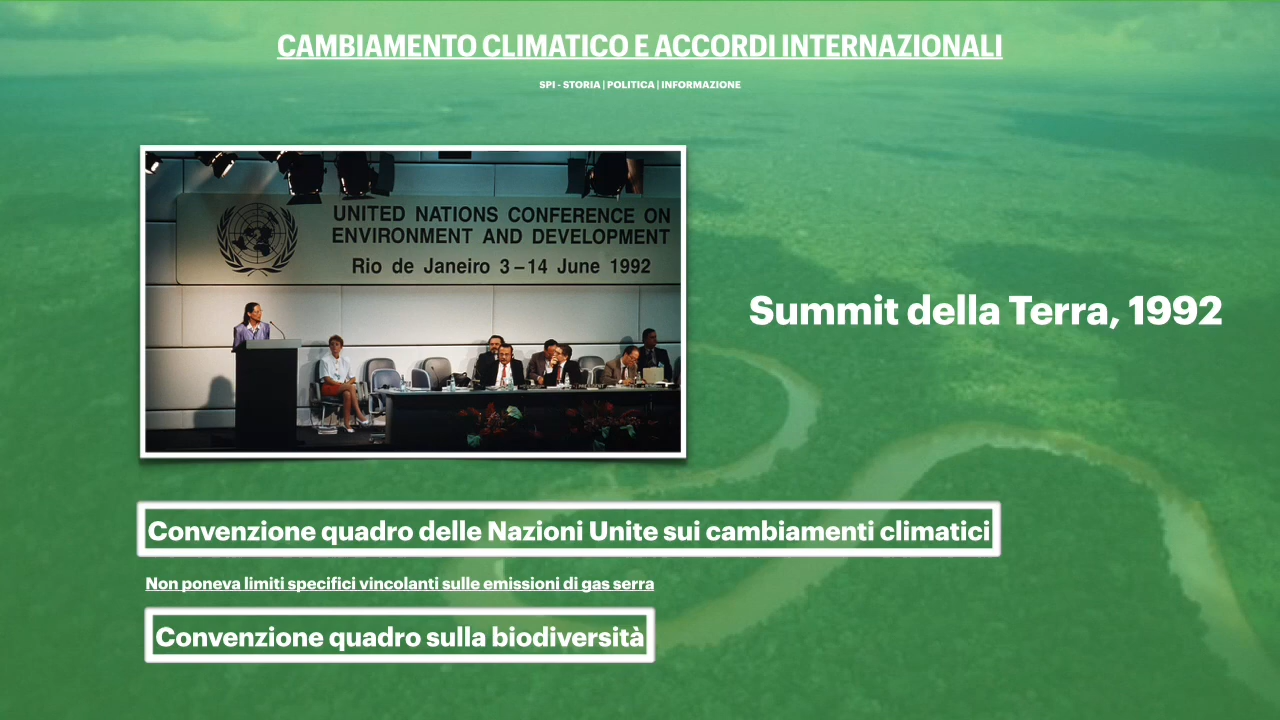 CAMBIAMENTO CLIMATICO E ACCORDI INTERNAZIONALI
SPI - STORIA | POLITICA | INFORMAZIONE
UNITED NATIONS CONFERENCE ON
ENVIRONMENT AND DEVELOPMENT
Rio de Janeiro 3–14 June 1992
Summit della Terra, 1992
Convenzione quadro delle Nazioni Unite sui cambiamenti climatici
Non poneva limiti specifici vincolanti sulle emissioni di gas serra
Convenzione quadro sulla biodiversità